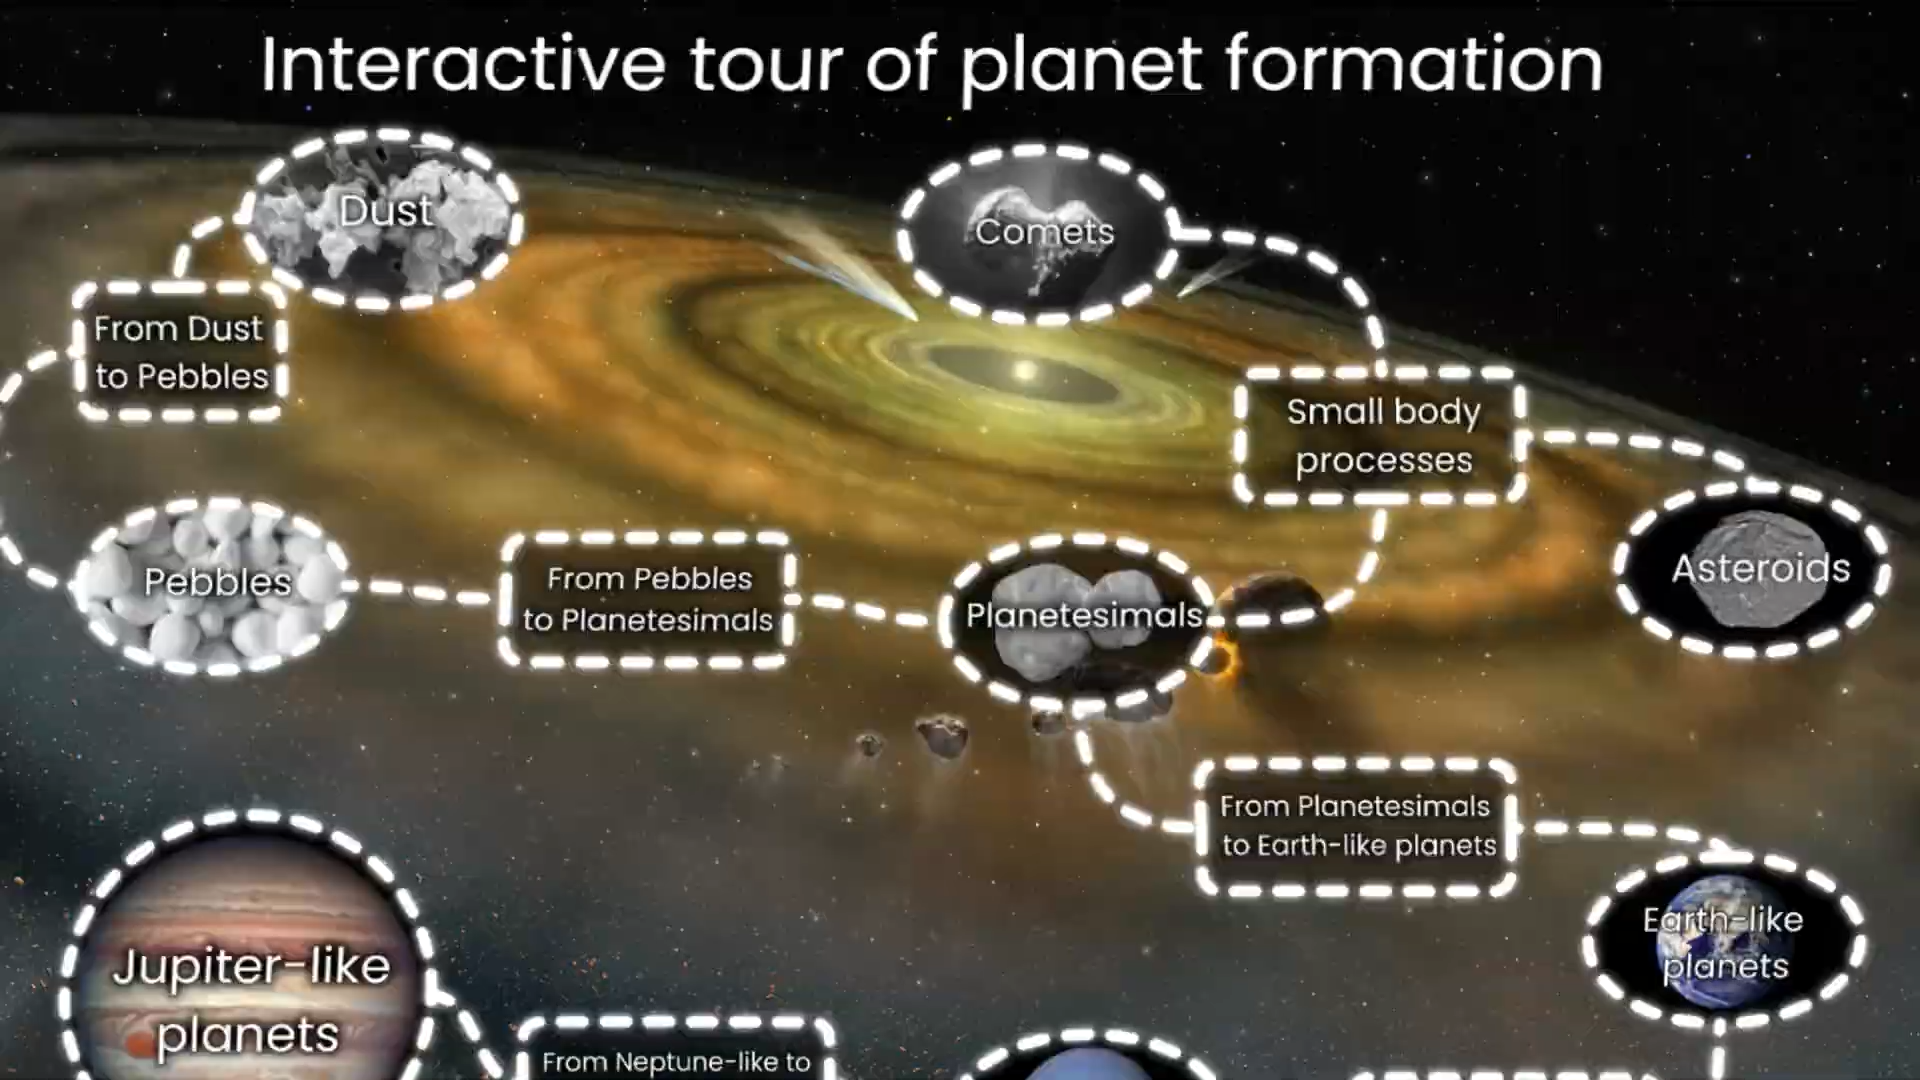 Interactive tour of planet formation
Dust
Comets
From Dust
to Pebbles
Small body
processes
Pebbles
From Pebbles
to Planetesimals
Planetesimals
Asteroids
From Planetesimals
to Earth-like planets
Earth-like
planets
Jupiter-like
planets
From Neptune-like to